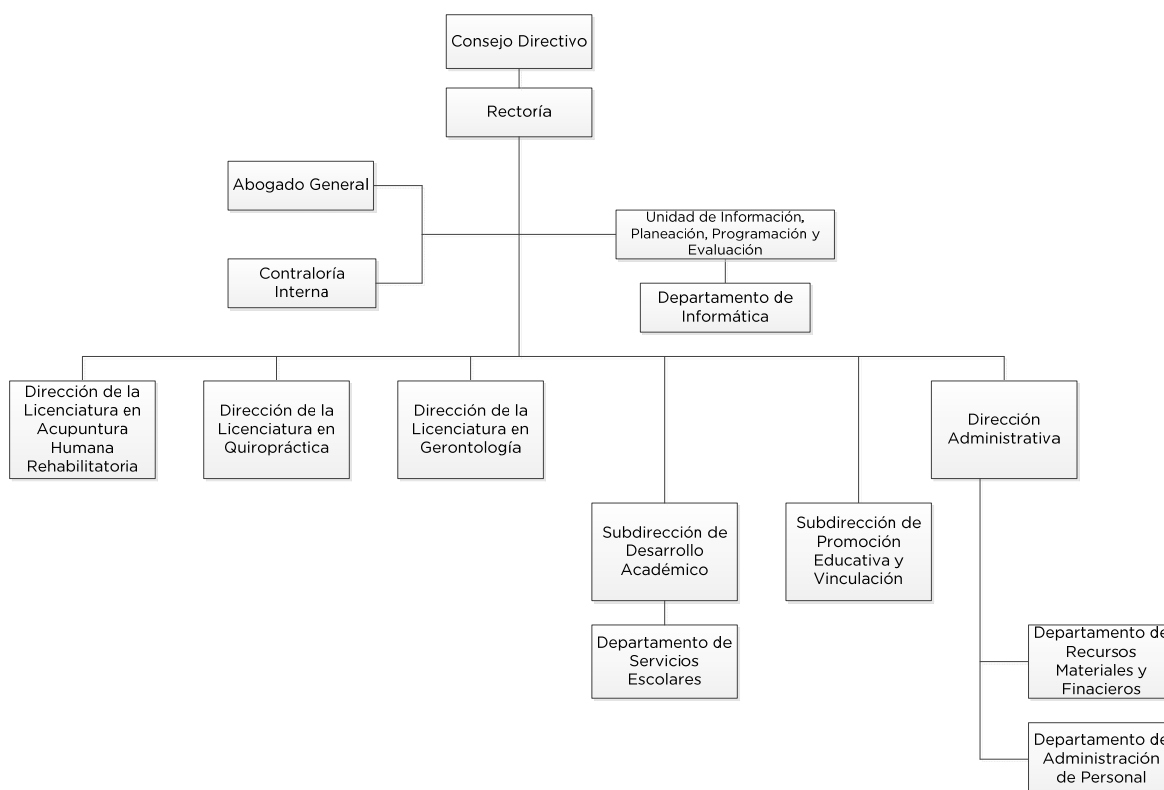 Consejo Directivo
Rectoría
Abogado General
Contraloría
Interna
Unidad de Información,
Planeación, Programación y
Evaluación
Departamento de
Informática
Dirección de la
Licenciatura en
Acupuntura
Humana
Rehabilitatoria
Dirección de la
Licenciatura en
Quiropráctica
Dirección de la
Licenciatura en
Gerontología
Dirección
Administrativa
Subdirección de
Desarrollo
Académico
Subdirección de
Promoción
Educativa y
Vinculación
Departamento de
Servicios
Escolares
Departamento de
Recursos
Materiales y
Finacieros
Departamento de
Administración
de Personal